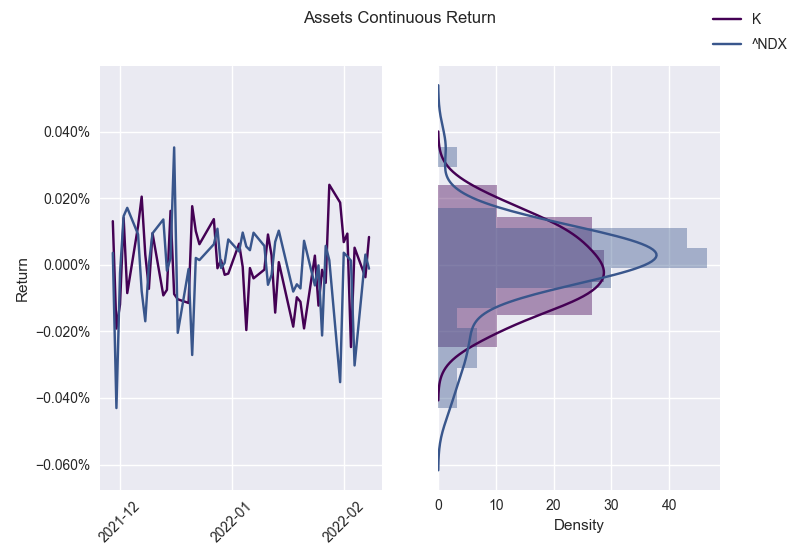 Assets Continuous Return
K
^NDX
0.040%
0.020%
0.000%
−0.020%
−0.040%
−0.060%
Return
2021-12
2022-01
2022-02
0
10
20
30
40
Density